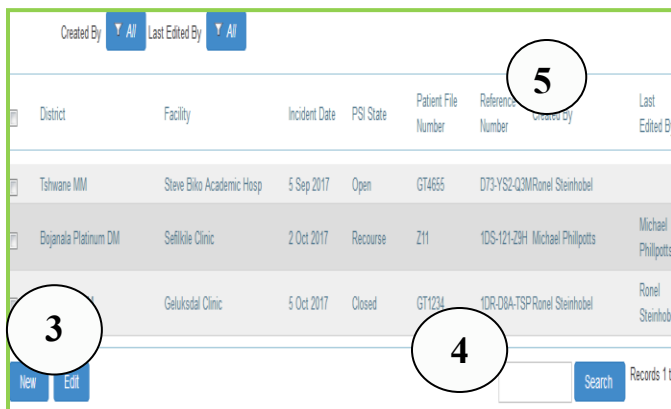 Created By All Last Edited By All
5
District Facility Incident Date PSI State Patient File Number Reference Number Created By Last Edited B
Tshwane MM Steve Biko Academic Hosp 5 Sep 2017 Open GT4655 D73-YS2-Q3M Ronel Steinhobel
Bojanala Platinum DM Sefilkile Clinic 2 Oct 2017 Recourse Z11 1DS-121-Z9H Michael Phillpotts Michael Phillpotts
Geluksdal Clinic 5 Oct 2017 Closed GT1234 1DR-D8A-TSP Ronel Steinhobel Ronel Steinhob
3
4
New Edit Search Records 1 t